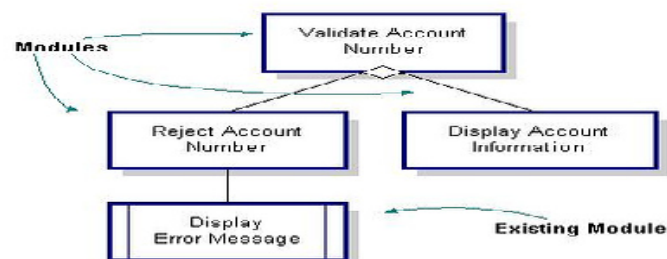 Validate Account
Number
Modules
Reject Account
Number
Display Account
Information
Display
Error Message
Existing Module